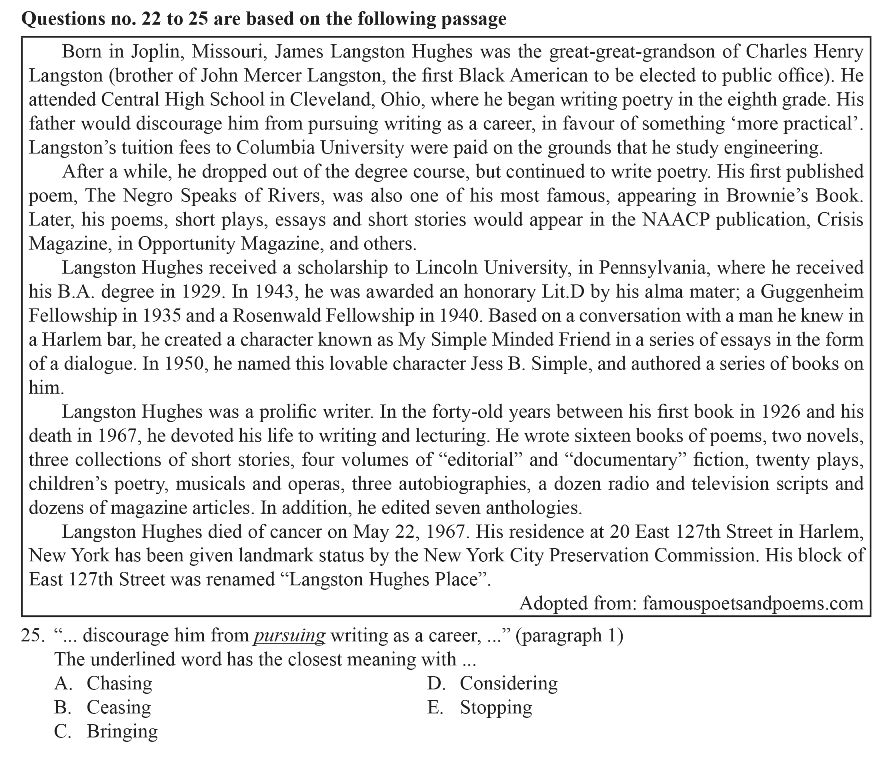 Questions no. 22 to 25 are based on the following passage
Born in Joplin, Missouri, James Langston Hughes was the great-great-grandson of Charles Henry
Langston (brother of John Mercer Langston, the first Black American to be elected to public office). He
attended Central High School in Cleveland, Ohio, where he began writing poetry in the eighth grade. His
father would discourage him from pursuing writing as a career, in favour of something ‘more practical’.
Langston’s tuition fees to Columbia University were paid on the grounds that he study engineering.
After a while, he dropped out of the degree course, but continued to write poetry. His first published
poem, The Negro Speaks of Rivers, was also one of his most famous, appearing in Brownie’s Book.
Later, his poems, short plays, essays and short stories would appear in the NAACP publication, Crisis
Magazine, in Opportunity Magazine, and others.
Langston Hughes received a scholarship to Lincoln University, in Pennsylvania, where he received
his B.A. degree in 1929. In 1943, he was awarded an honorary Lit.D by his alma mater; a Guggenheim
Fellowship in 1935 and a Rosenwald Fellowship in 1940. Based on a conversation with a man he knew in
a Harlem bar, he created a character known as My Simple Minded Friend in a series of essays in the form
of a dialogue. In 1950, he named this lovable character Jess B. Simple, and authored a series of books on
him.
Langston Hughes was a prolific writer. In the forty-old years between his first book in 1926 and his
death in 1967, he devoted his life to writing and lecturing. He wrote sixteen books of poems, two novels,
three collections of short stories, four volumes of “editorial” and “documentary” fiction, twenty plays,
children’s poetry, musicals and operas, three autobiographies, a dozen radio and television scripts and
dozens of magazine articles. In addition, he edited seven anthologies.
Langston Hughes died of cancer on May 22, 1967. His residence at 20 East 127th Street in Harlem,
New York has been given landmark status by the New York City Preservation Commission. His block of
East 127th Street was renamed “Langston Hughes Place”.
Adopted from: famouspoetsandpoems.com
25. “... discourage him from pursuing writing as a career, ...” (paragraph 1)
The underlined word has the closest meaning with ...
A. Chasing
B. Ceasing
C. Bringing
D. Considering
E. Stopping